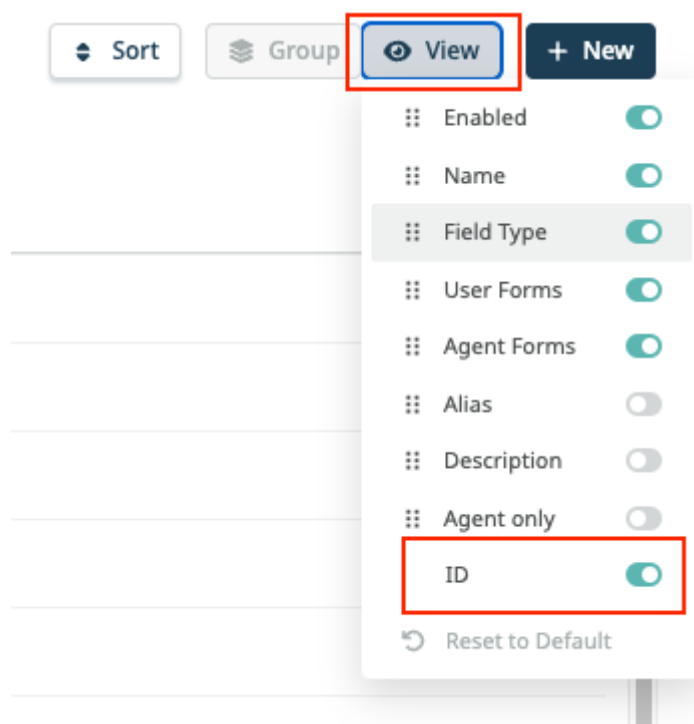 Sort
Group
View
+ New
Enabled
Name
Field Type
User Forms
Agent Forms
Alias
Description
Agent only
ID
Reset to Default